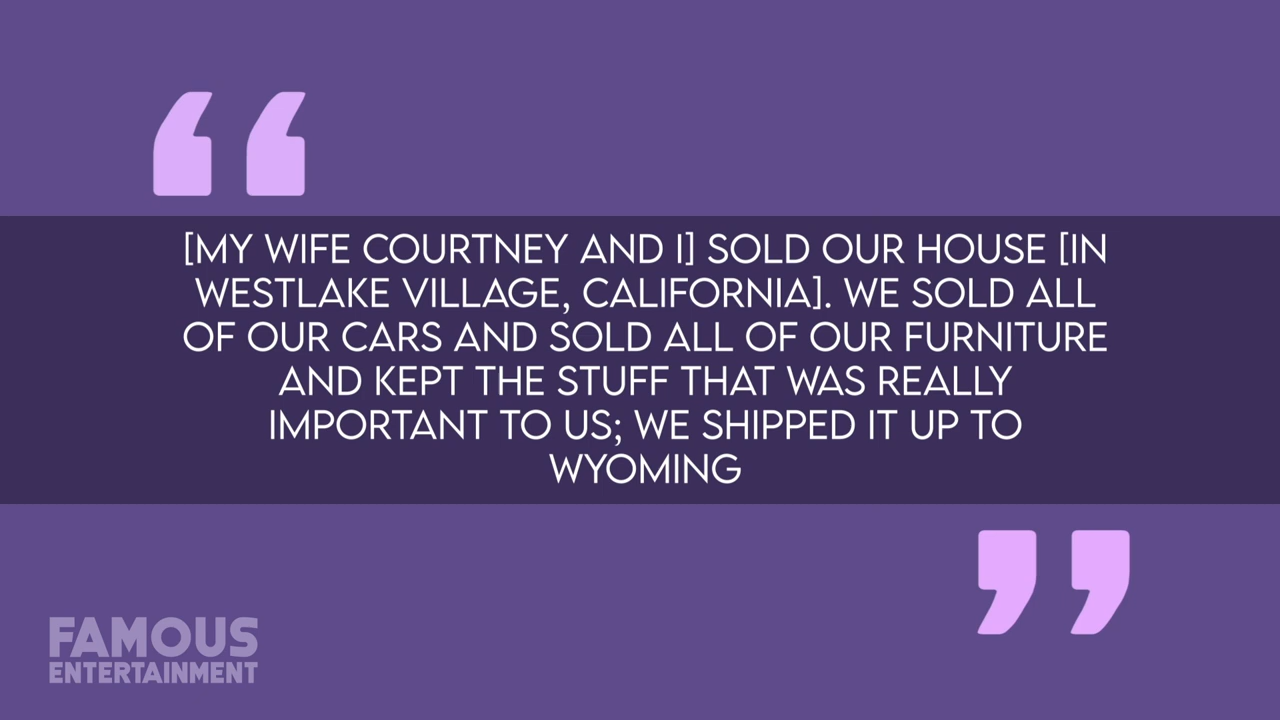 [MY WIFE COURTNEY AND I] SOLD OUR HOUSE [IN
WESTLAKE VILLAGE, CALIFORNIA]. WE SOLD ALL
OF OUR CARS AND SOLD ALL OF OUR FURNITURE
AND KEPT THE STUFF THAT WAS REALLY
IMPORTANT TO US; WE SHIPPED IT UP TO
WYOMING
FAMOUS
ENTERTAINMENT